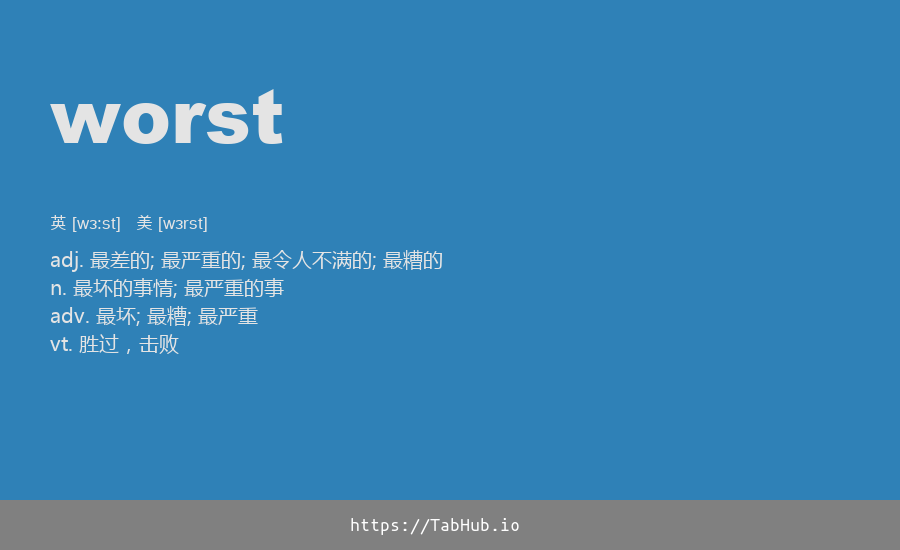 worst
英 [wɜːst] 美 [wɜrst]
adj. 最差的; 最严重的; 最令人不满的; 最糟的
n. 最坏的事情; 最严重的事
adv. 最坏; 最糟; 最严重
vt. 胜过，击败
https://TabHub.io